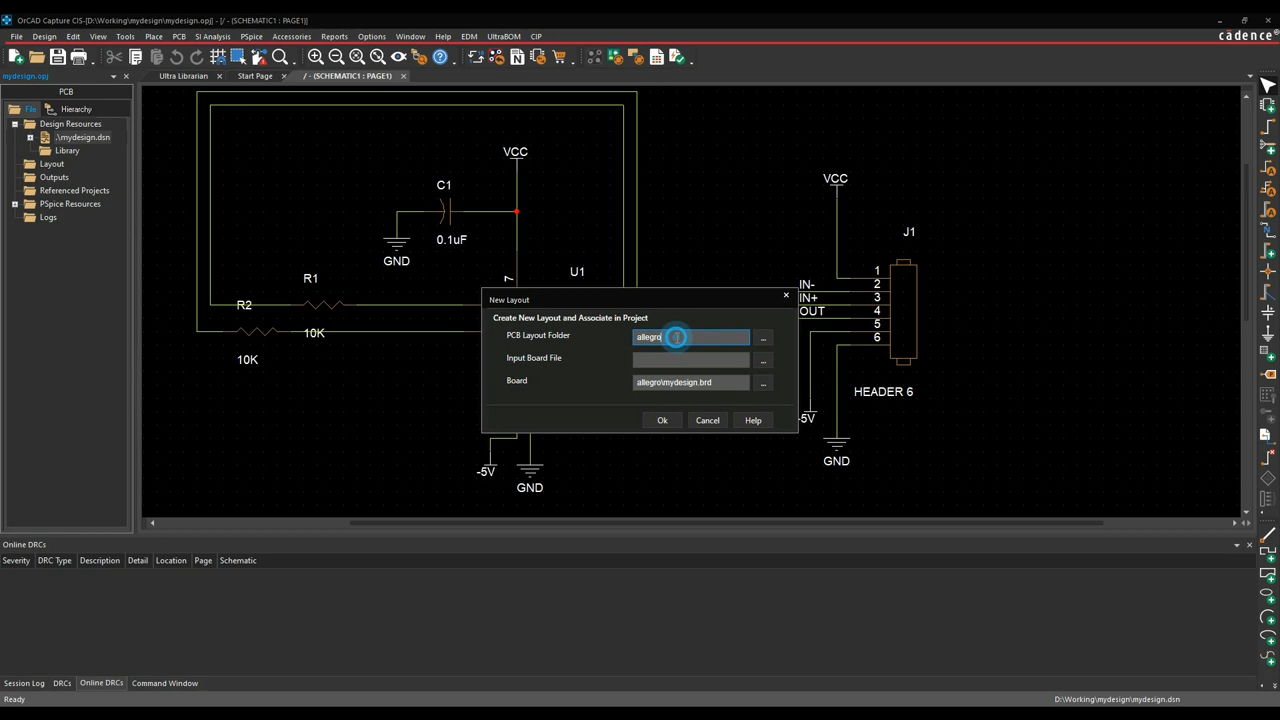 OrCAD Capture CIS-[D:\Working\mydesign\mydesign.opj] - [/ - (SCHEMATIC1 : PAGE1)]
File Design Edit View Tools Place PCB SI Analysis PSpice Accessories Reports Options Window Help EDM UltraBOM CIP
cadence
mydesign.opj
Ultra Librarian Start Page / - (SCHEMATIC1 : PAGE1)
PCB
File Hierarchy
Design Resources
.\mydesign.dsn
Library
Layout
Outputs
Referenced Projects
PSpice Resources
Logs
VCC
C1
0.1uF
GND
VCC
J1
R1
U1
7
1
2
3
4
5
6
IN-
IN+
OUT
R2
10K
10K
HEADER 6
-5V
GND
-5V
GND
New Layout
Create New Layout and Associate in Project
PCB Layout Folder allegro ...
Input Board File ...
Board allegro\mydesign.brd ...
Ok Cancel Help
Online DRCs
Severity DRC Type Description Detail Location Page Schematic
Session Log DRCs Online DRCs Command Window
Ready D:\Working\mydesign\mydesign.dsn